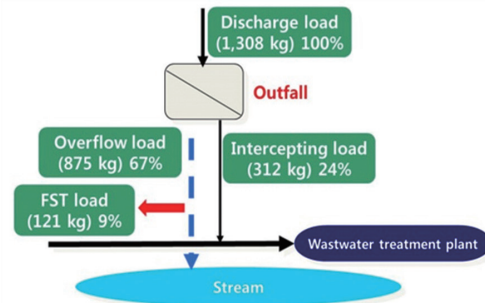 Discharge load
(1,308 kg) 100%
Outfall
Overflow load
(875 kg) 67%
Intercepting load
(312 kg) 24%
FST load
(121 kg) 9%
Wastwater treatment plant
Stream